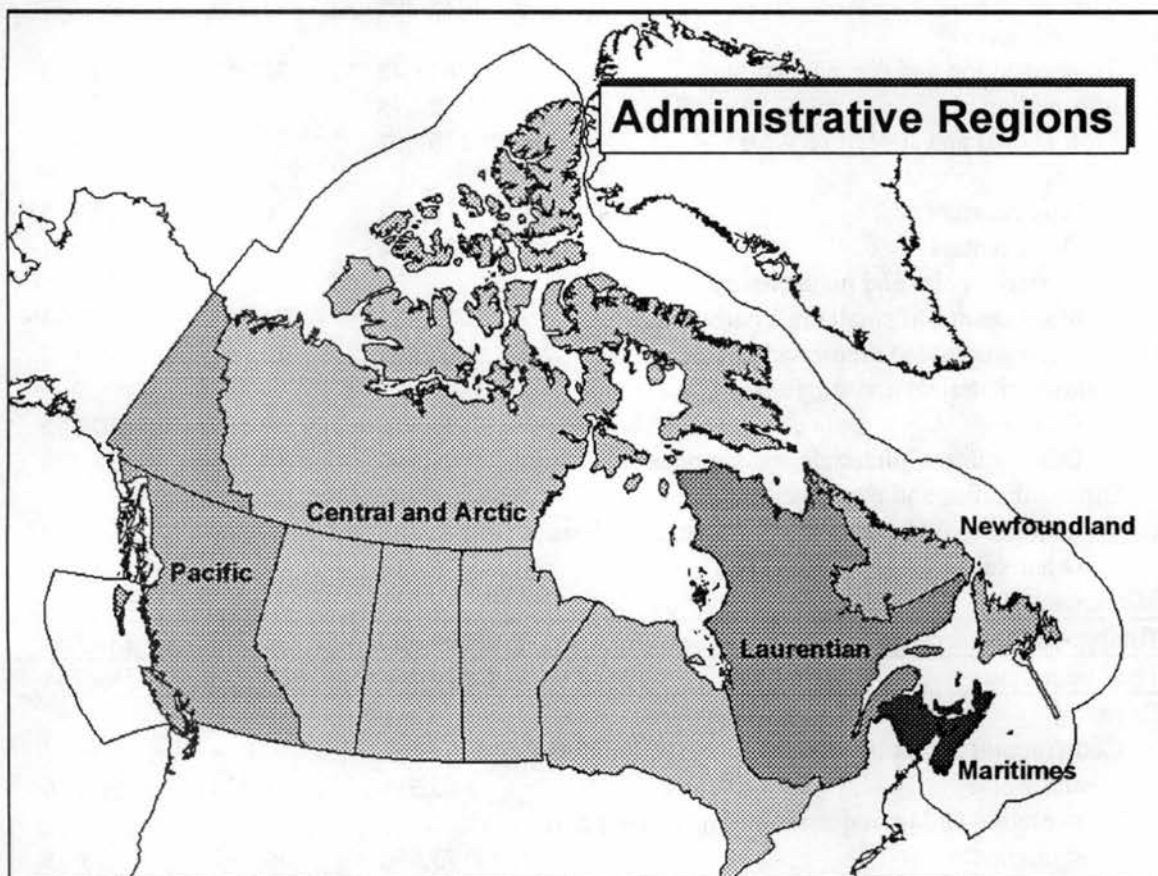 Administrative Regions
Central and Arctic
Newfoundland
Pacific
Laurentian
Maritimes